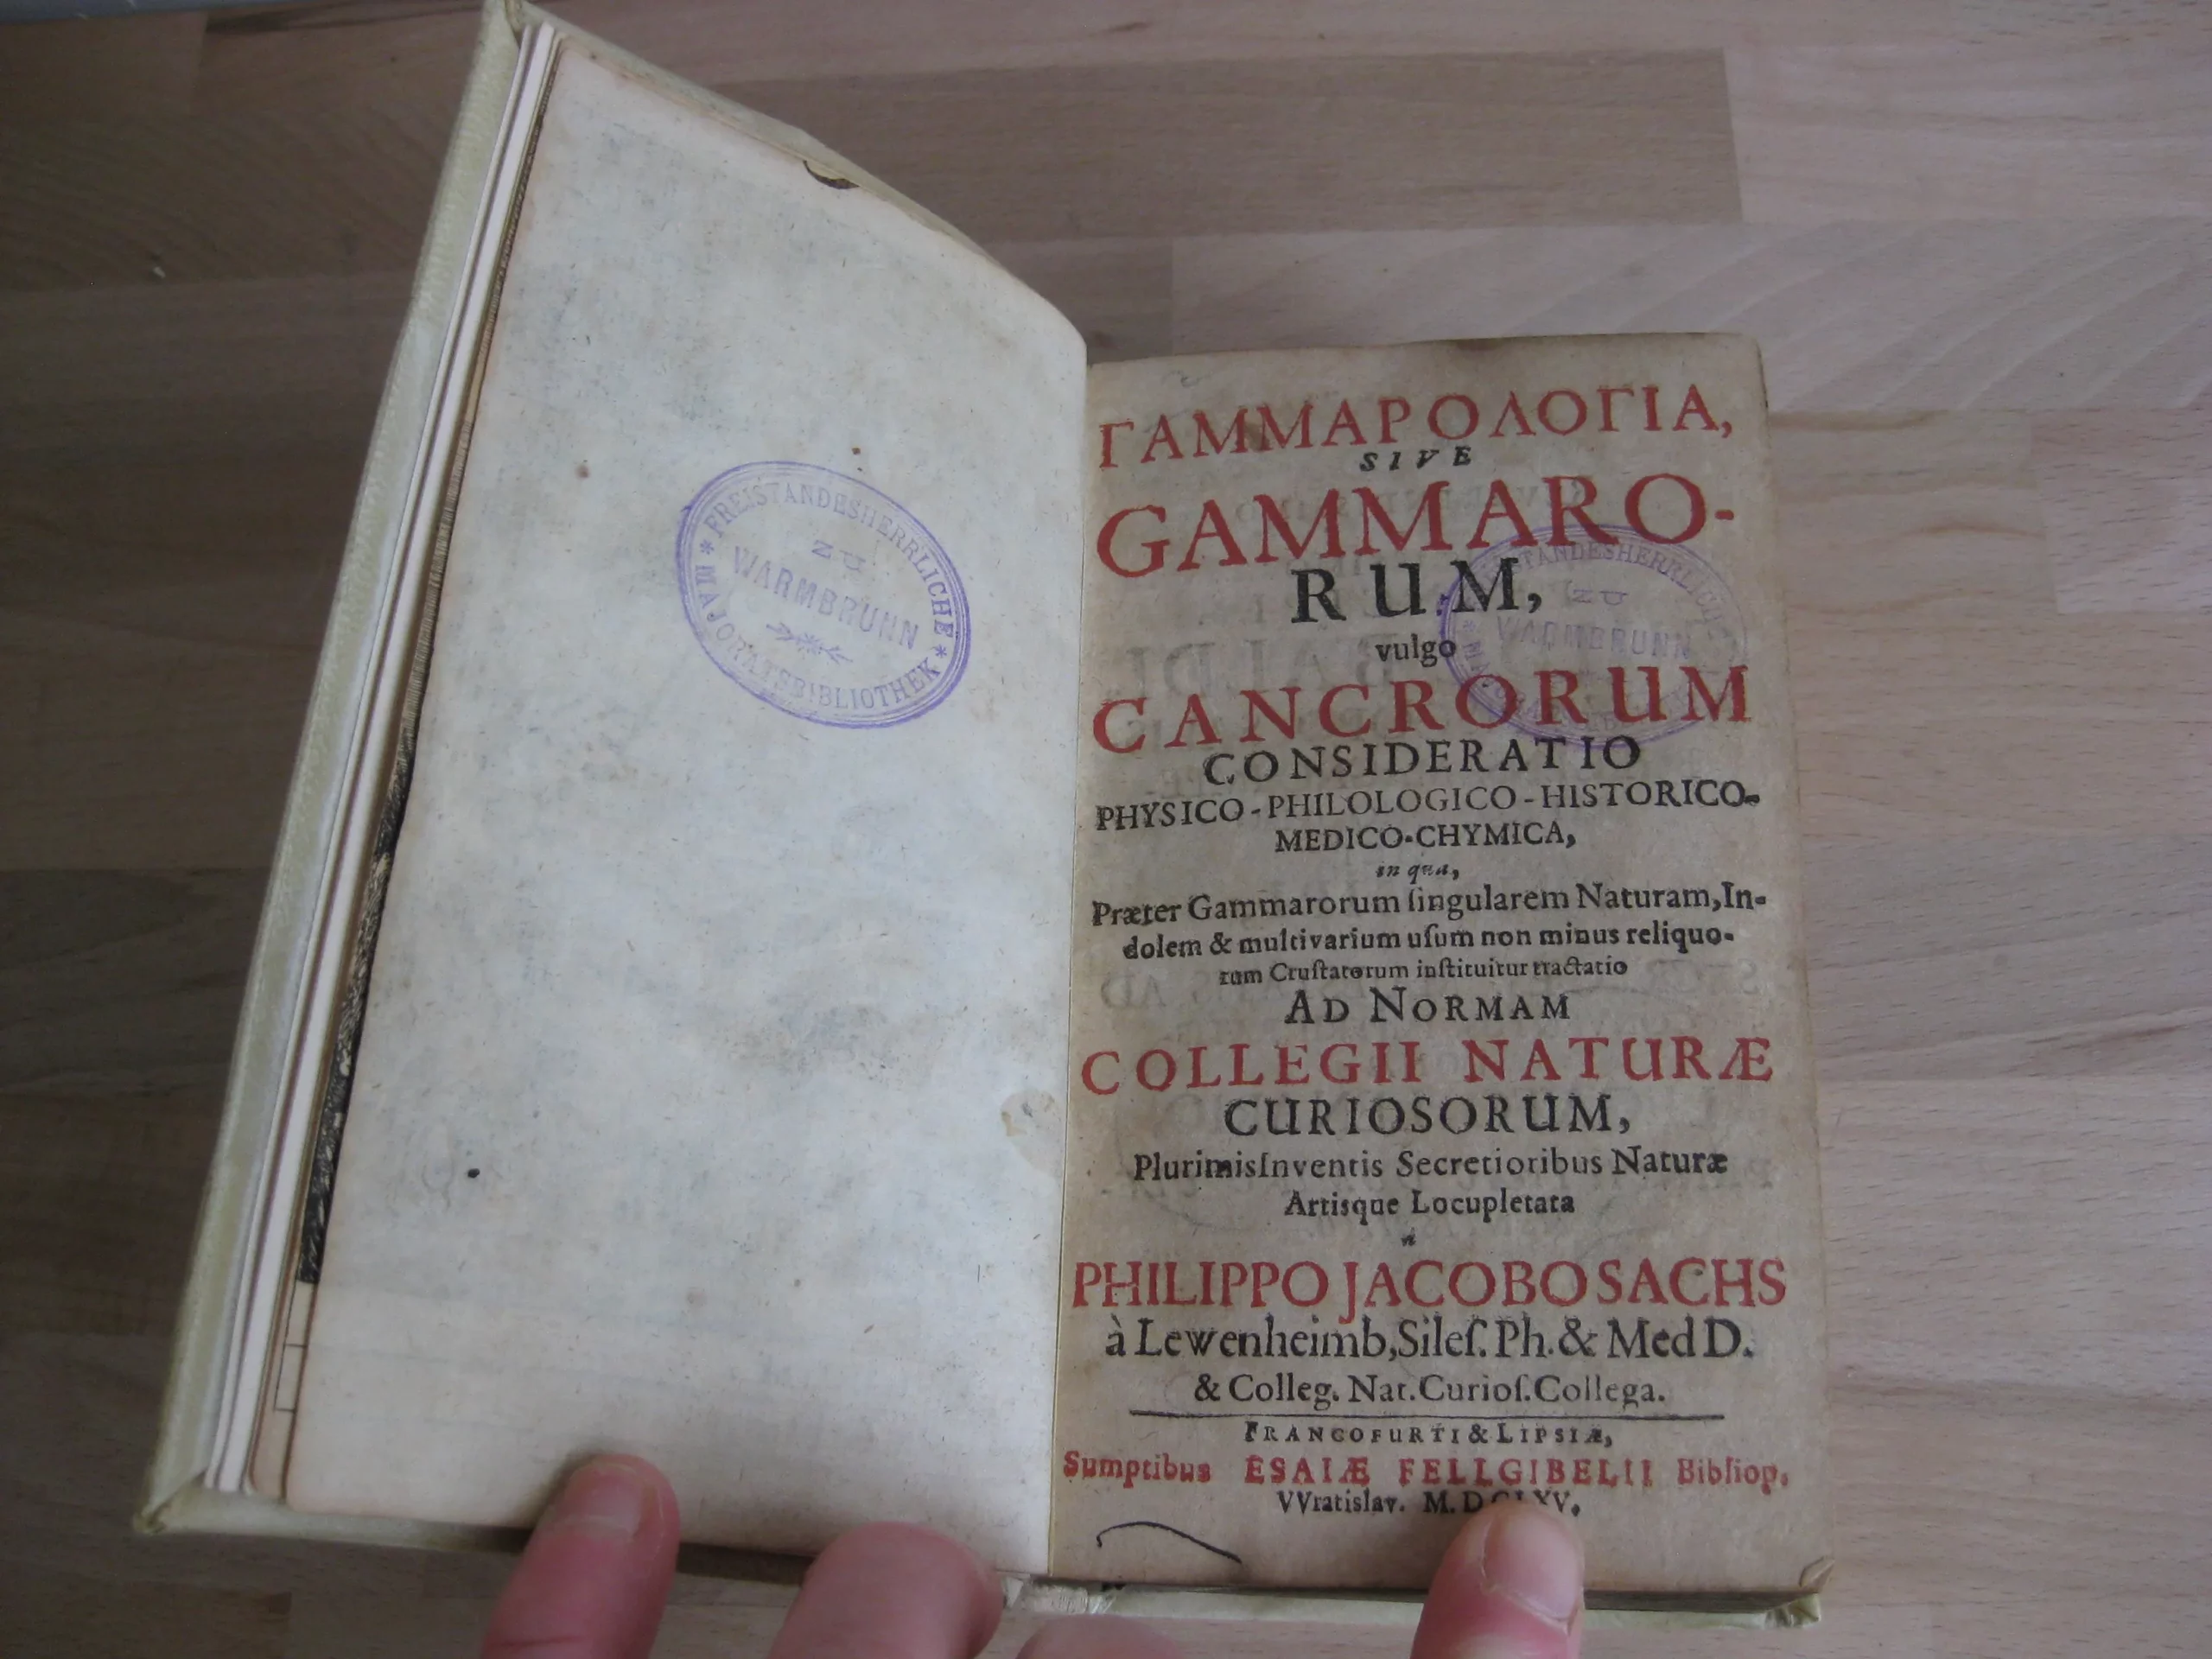 * FREISTANDESHERRLICHE *
ZU
WARMBRUNN
MAJORATSBIBLIOTHEK
ΓΑΜΜΑΡΟΛΟΓΙΑ,
SIVE
GAMMARO-
RUM,
vulgo
CANCRORUM
CONSIDERATIO
PHYSICO-PHILOLOGICO-HISTORICO-
MEDICO-CHYMICA,
in qua,
Præter Gammarorum ſingularem Naturam, In-
dolem & multivarium uſum non minus reliquo-
rum Cruſtatorum inſtituitur tractatio
AD NORMAM
COLLEGII NATURÆ
CURIOSORUM,
Plurimis Inventis Secretioribus Naturæ
Artisque Locupletata
à
PHILIPPO JACOBO SACHS
à Lewenheimb, Sileſ. Ph. & Med D.
& Colleg. Nat. Curioſ. Collega.
FRANCOFURTI & LIPSIÆ,
Sumptibus ESAIÆ FELLGIBELII Bibliop.
VVratislav. M. DCLXV.
STANDESHERRLICHE
ZU
WARMBRUNN